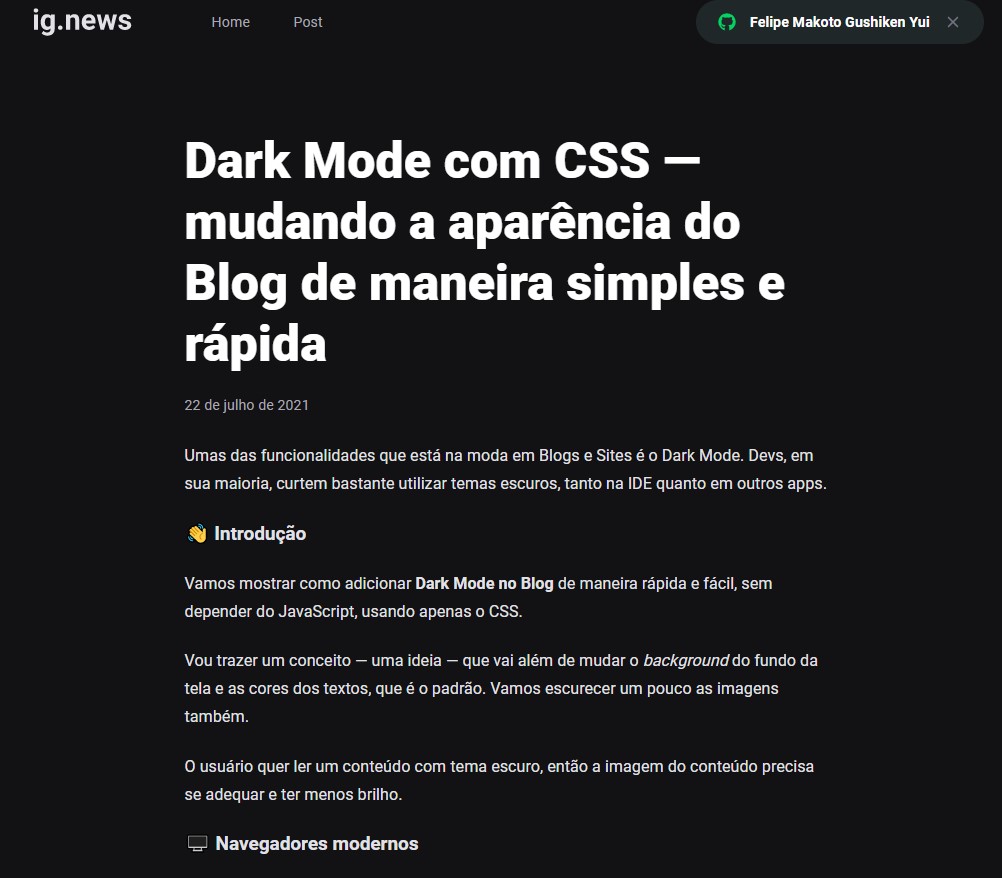 ig.news
Home
Post
Felipe Makoto Gushiken Yui
Dark Mode com CSS —
mudando a aparência do
Blog de maneira simples e
rápida
22 de julho de 2021
Umas das funcionalidades que está na moda em Blogs e Sites é o Dark Mode. Devs, em
sua maioria, curtem bastante utilizar temas escuros, tanto na IDE quanto em outros apps.
👋 Introdução
Vamos mostrar como adicionar Dark Mode no Blog de maneira rápida e fácil, sem
depender do JavaScript, usando apenas o CSS.
Vou trazer um conceito — uma ideia — que vai além de mudar o background do fundo da
tela e as cores dos textos, que é o padrão. Vamos escurecer um pouco as imagens
também.
O usuário quer ler um conteúdo com tema escuro, então a imagem do conteúdo precisa
se adequar e ter menos brilho.
🖥️ Navegadores modernos